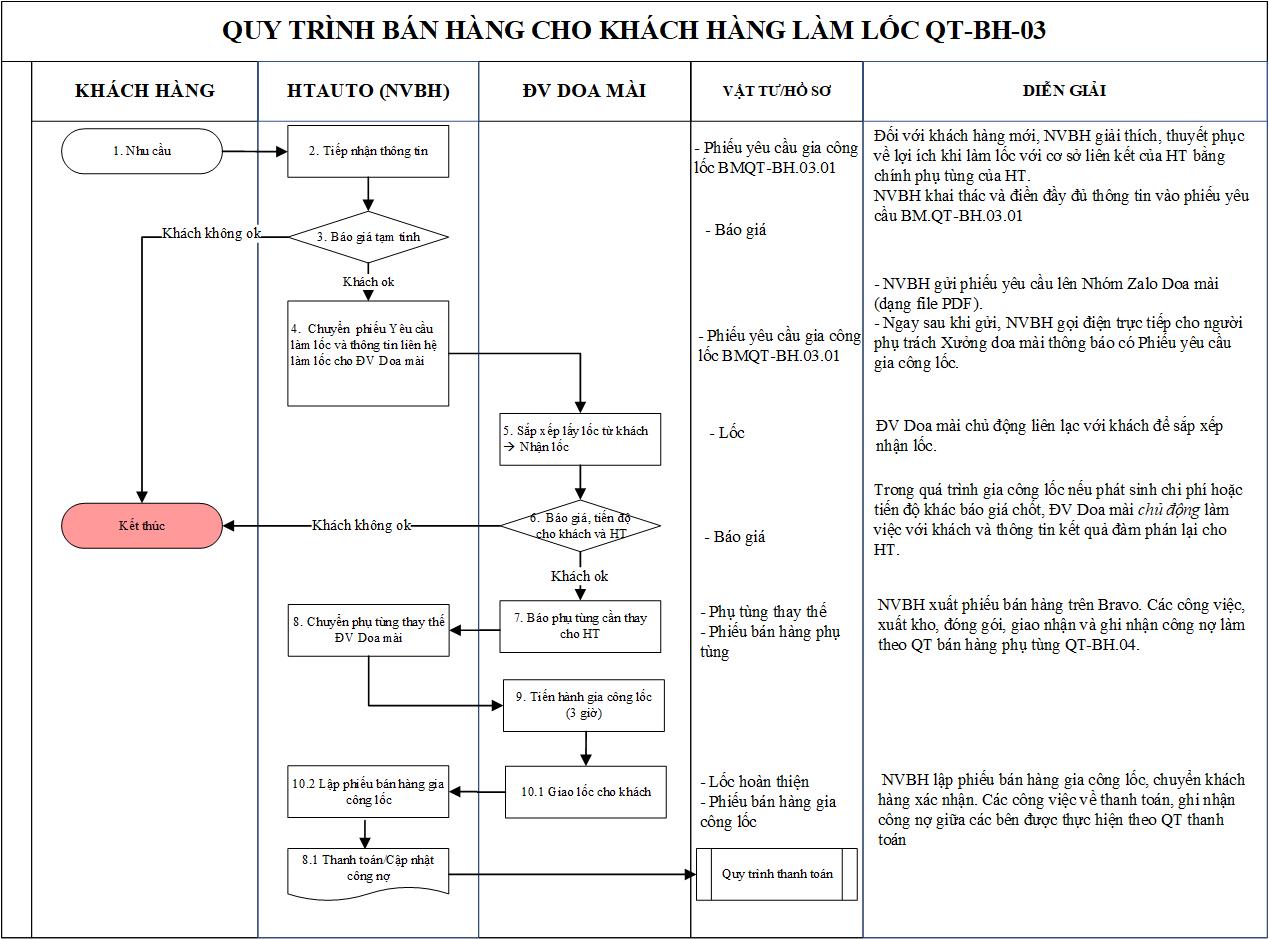 QUY TRÌNH BÁN HÀNG CHO KHÁCH HÀNG LÀM LỐC QT-BH-03
KHÁCH HÀNG
HTAUTO (NVBH)
ĐV DOA MÀI
VẬT TƯ/HỒ SƠ
DIỄN GIẢI
1. Nhu cầu
2. Tiếp nhận thông tin
- Phiếu yêu cầu gia công
lốc BMQT-BH.03.01
Đối với khách hàng mới, NVBH giải thích, thuyết phục
về lợi ích khi làm lốc với cơ sở liên kết của HT bằng
chính phụ tùng của HT.
NVBH khai thác và điền đầy đủ thông tin vào phiếu yêu
cầu BM.QT-BH.03.01
Khách không ok
3. Báo giá tạm tính
- Báo giá
Khách ok
4. Chuyển phiếu Yêu cầu
làm lốc và thông tin liên hệ
làm lốc cho ĐV Doa mài
- Phiếu yêu cầu gia công
lốc BMQT-BH.03.01
- NVBH gửi phiếu yêu cầu lên Nhóm Zalo Doa mài
(dạng file PDF).
- Ngay sau khi gửi, NVBH gọi điện trực tiếp cho người
phụ trách Xưởng doa mài thông báo có Phiếu yêu cầu
gia công lốc.
5. Sắp xếp lấy lốc từ khách
→ Nhận lốc
- Lốc
ĐV Doa mài chủ động liên lạc với khách để sắp xếp
nhận lốc.
Kết thúc
Khách không ok
6. Báo giá, tiến độ
cho khách và HT
- Báo giá
Trong quá trình gia công lốc nếu phát sinh chi phí hoặc
tiến độ khác báo giá chốt, ĐV Doa mài chủ động làm
việc với khách và thông tin kết quả đàm phán lại cho
HT.
Khách ok
8. Chuyển phụ tùng thay thế
ĐV Doa mài
7. Báo phụ tùng cần thay
cho HT
- Phụ tùng thay thế
- Phiếu bán hàng phụ
tùng
NVBH xuất phiếu bán hàng trên Bravo. Các công việc,
xuất kho, đóng gói, giao nhận và ghi nhận công nợ làm
theo QT bán hàng phụ tùng QT-BH.04.
9. Tiến hành gia công lốc
(3 giờ)
10.2 Lập phiếu bán hàng gia
công lốc
10.1 Giao lốc cho khách
- Lốc hoàn thiện
- Phiếu bán hàng gia
công lốc
NVBH lập phiếu bán hàng gia công lốc, chuyển khách
hàng xác nhận. Các công việc về thanh toán, ghi nhận
công nợ giữa các bên được thực hiện theo QT thanh
toán
8.1 Thanh toán/Cập nhật
công nợ
Quy trình thanh toán